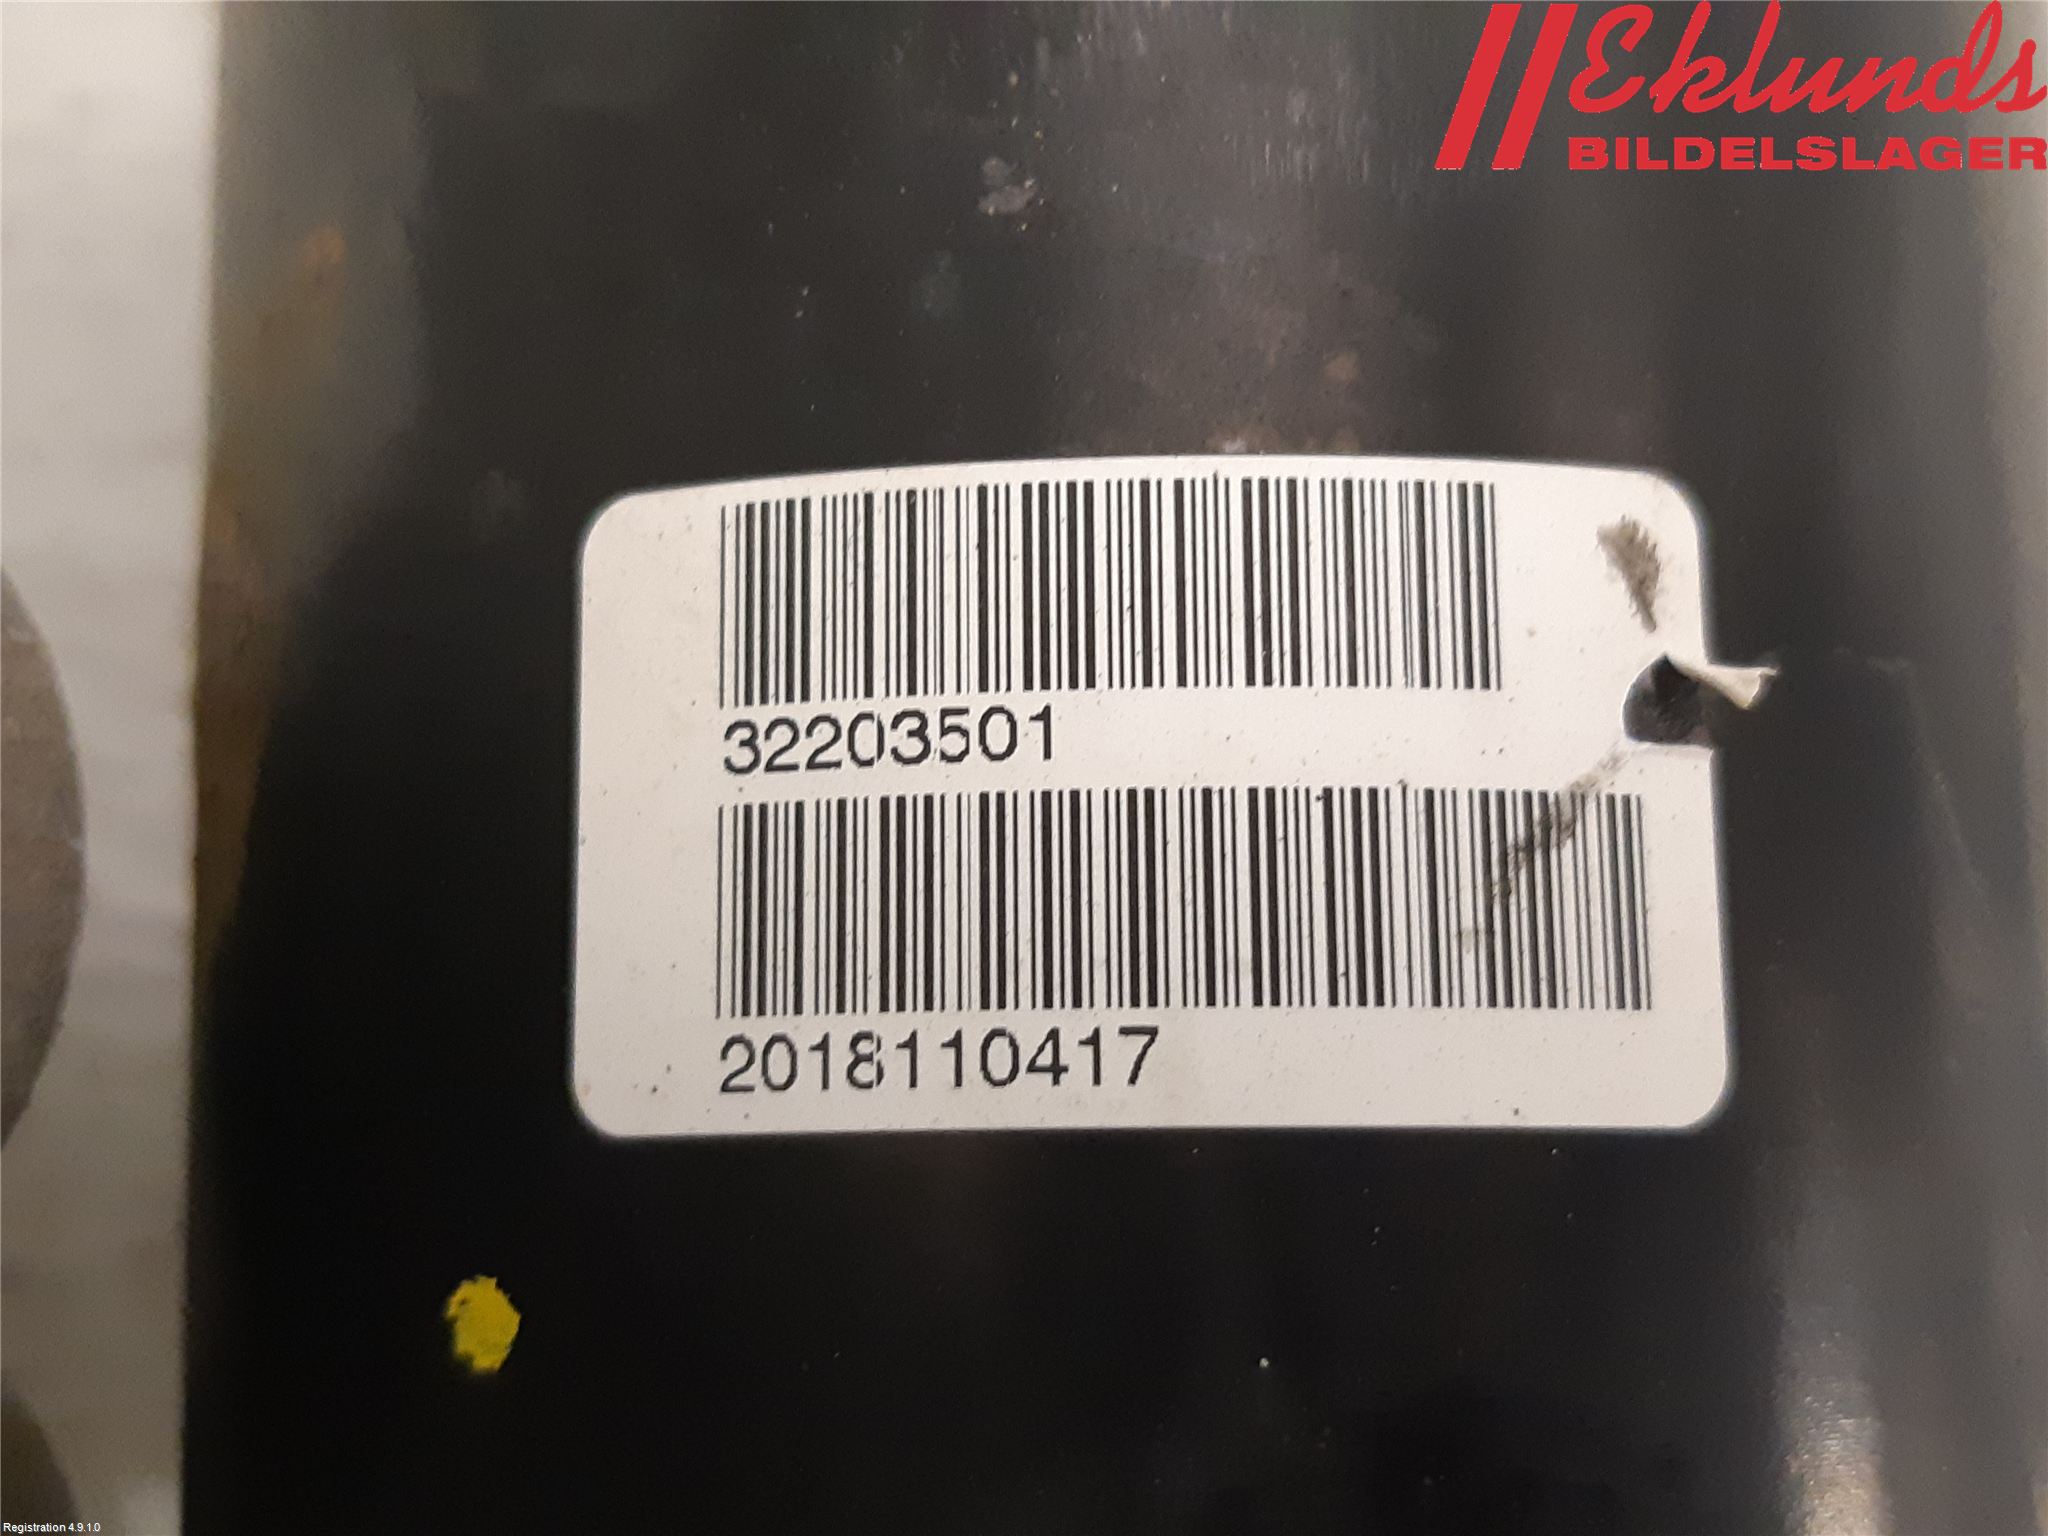 Eklunds
BILDELSLAGER
32203501
2018110417
Registration 4.9.1.0